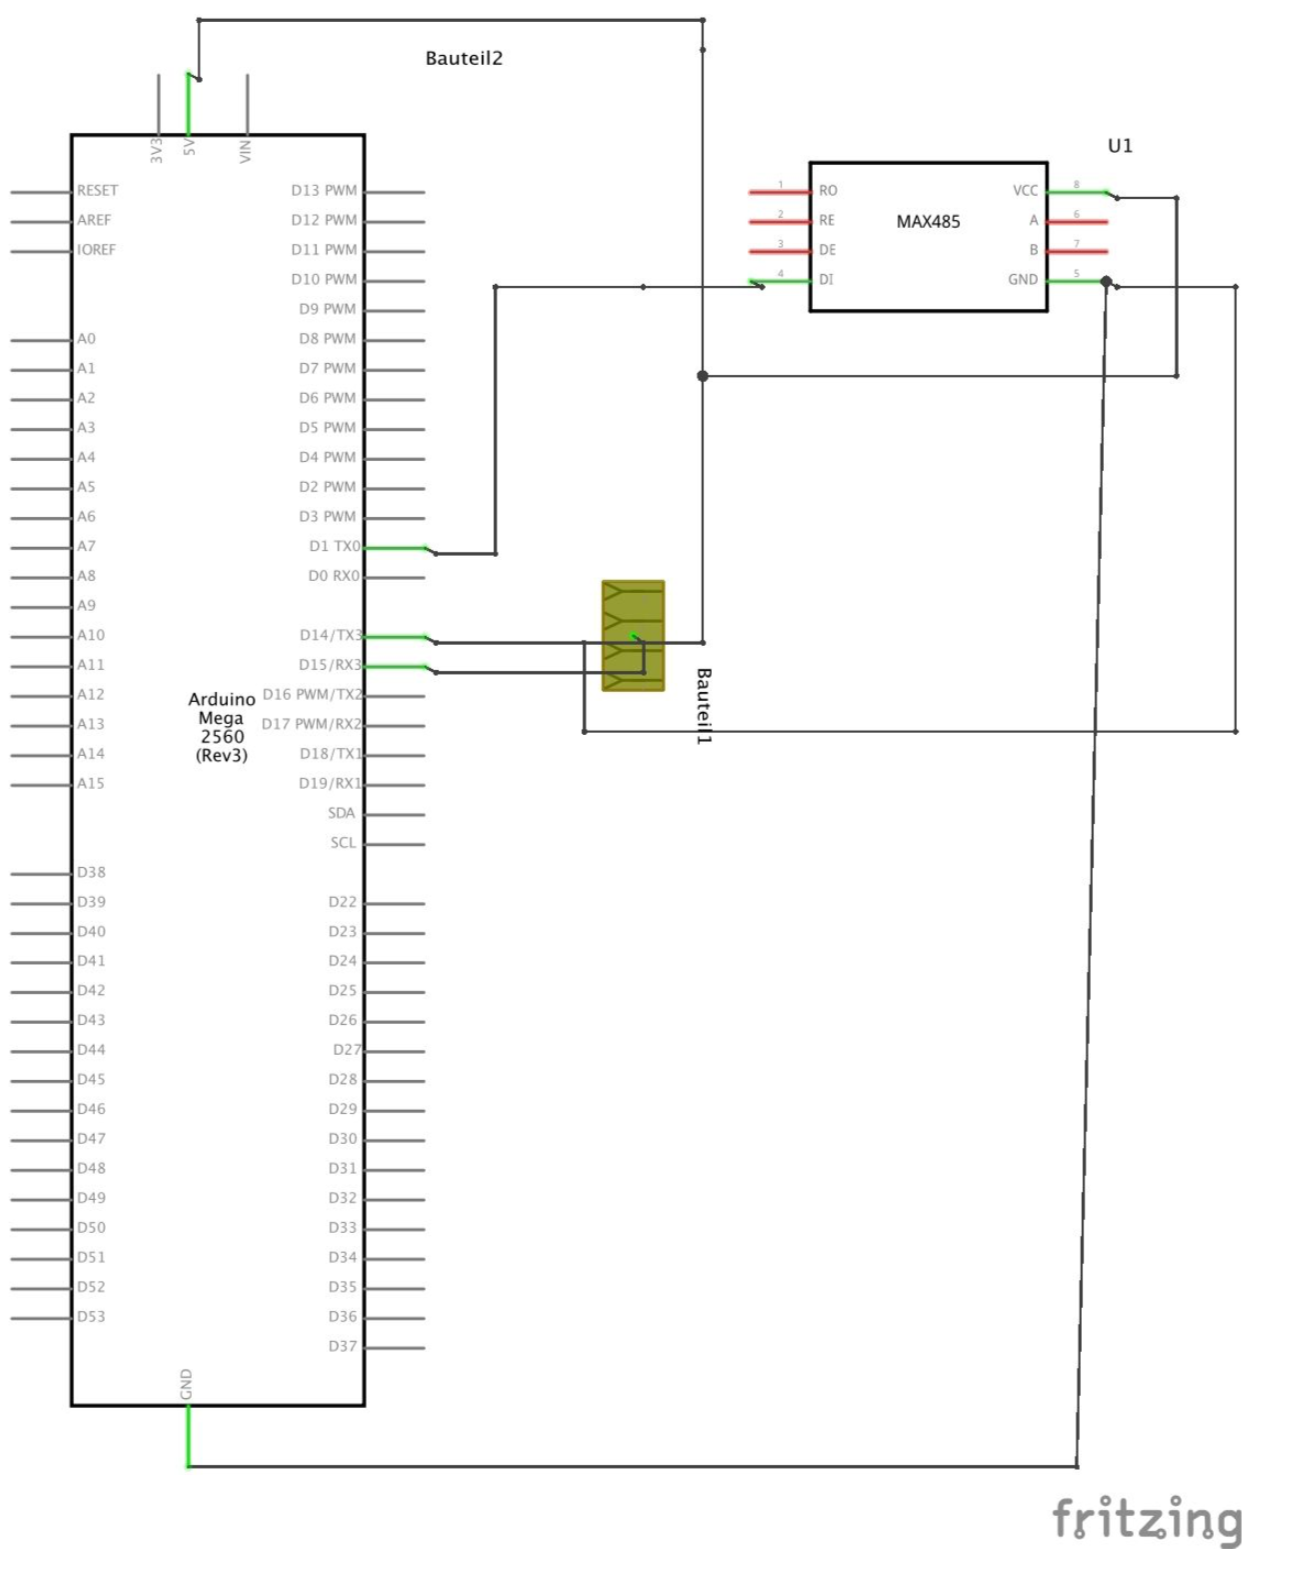 Bauteil2
3V3
5V
VIN
RESET
AREF
IOREF
A0
A1
A2
A3
A4
A5
A6
A7
A8
A9
A10
A11
A12
A13
A14
A15
D38
D39
D40
D41
D42
D43
D44
D45
D46
D47
D48
D49
D50
D51
D52
D53
GND
Arduino
Mega
2560
(Rev3)
D13 PWM
D12 PWM
D11 PWM
D10 PWM
D9 PWM
D8 PWM
D7 PWM
D6 PWM
D5 PWM
D4 PWM
D2 PWM
D3 PWM
D1 TX0
D0 RX0
D14/TX3
D15/RX3
D16 PWM/TX2
D17 PWM/RX2
D18/TX1
D19/RX1
SDA
SCL
D22
D23
D24
D25
D26
D27
D28
D29
D30
D31
D32
D33
D34
D35
D36
D37
Bauteil1
U1
MAX485
1 RO
2 RE
3 DE
4 DI
VCC 8
A 6
B 7
GND 5
fritzing